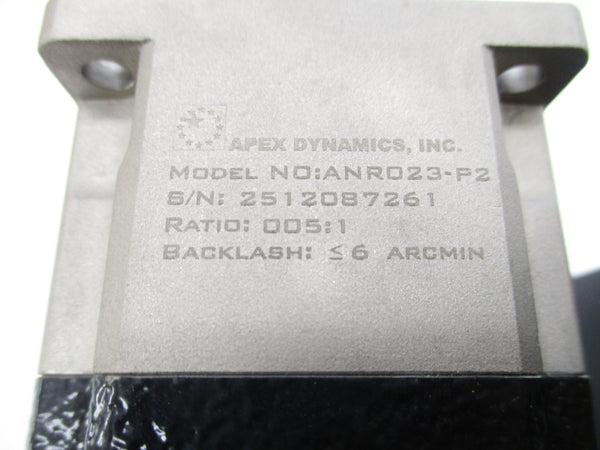 APEX DYNAMICS, INC.
MODEL NO:ANR023-P2
S/N: 2512087261
RATIO: 005:1
BACKLASH: ≤6 ARCMIN